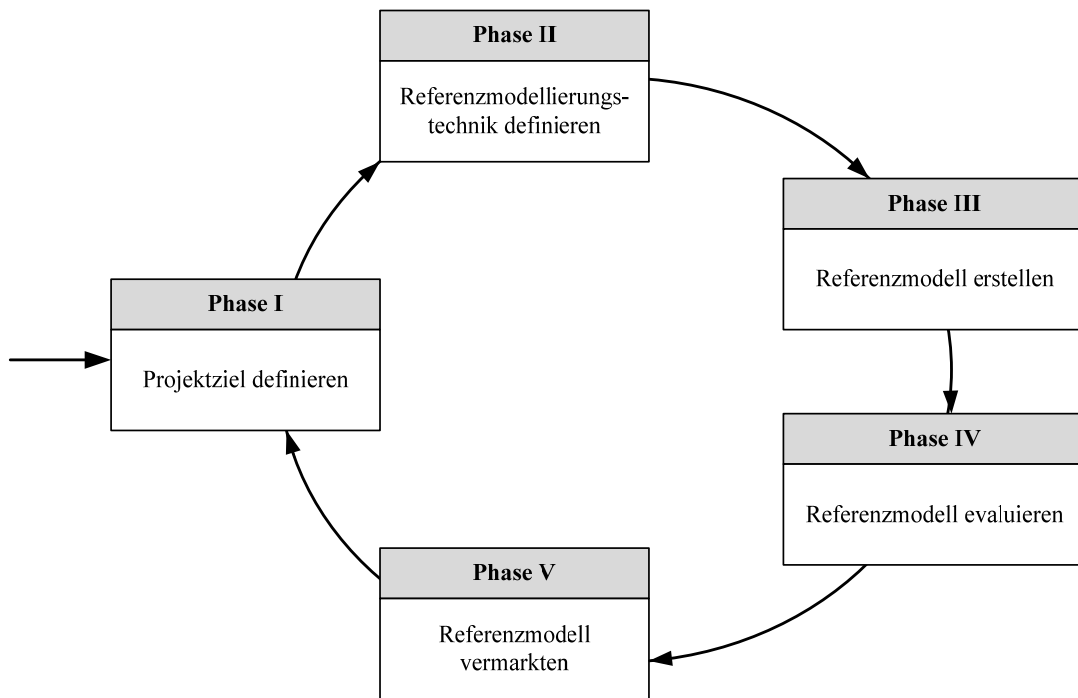 Phase I
Projektziel definieren
Phase II
Referenzmodellierungs-
technik definieren
Phase III
Referenzmodell erstellen
Phase IV
Referenzmodell evaluieren
Phase V
Referenzmodell
vermarkten